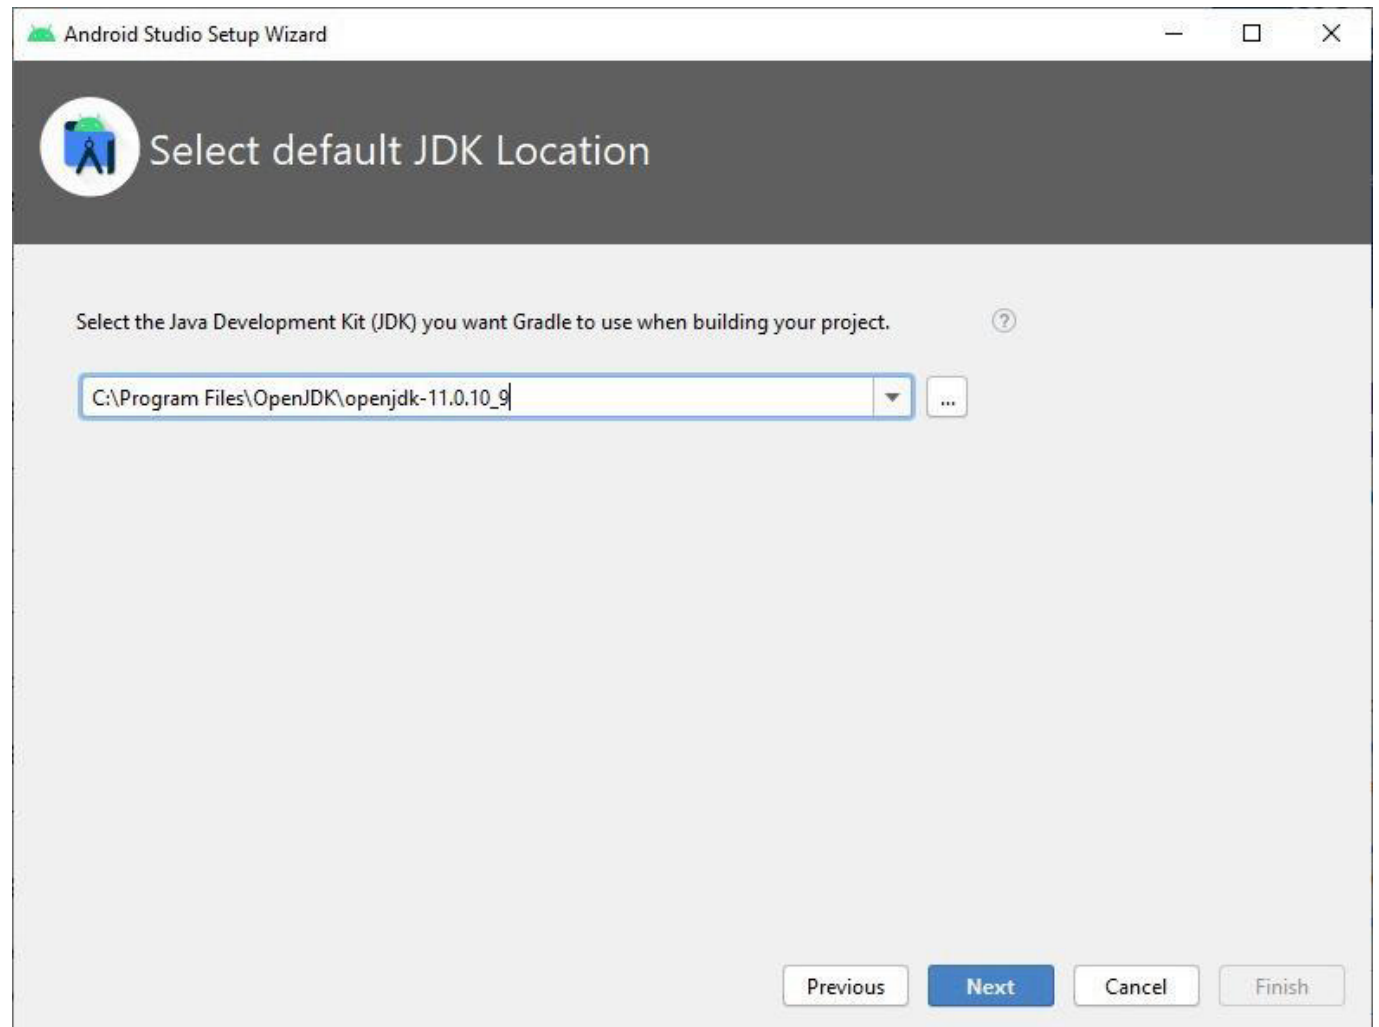 Android Studio Setup Wizard
Select default JDK Location
Select the Java Development Kit (JDK) you want Gradle to use when building your project.
?
C:\Program Files\OpenJDK\openjdk-11.0.10_9
...
Previous
Next
Cancel
Finish